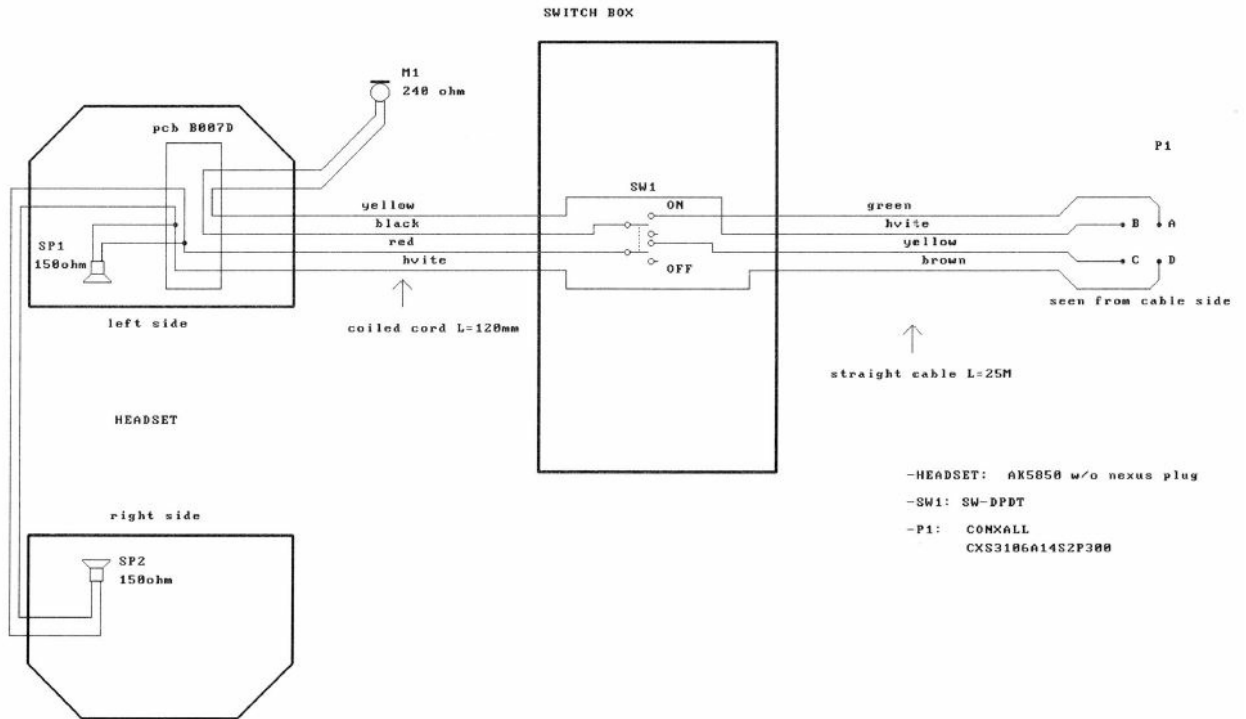 SWITCH BOX
M1
240 ohm
pcb B007D
P1
SW1
yellow
ON
green
black
hvite
B
A
red
yellow
SP1
150ohm
hvite
OFF
brown
C
D
seen from cable side
left side
coiled cord L=120mm
straight cable L=25M
HEADSET
-HEADSET: AK5850 w/o nexus plug
-SW1: SW-DPDT
right side
-P1: CONXALL
CXS3106A14S2P300
SP2
150ohm